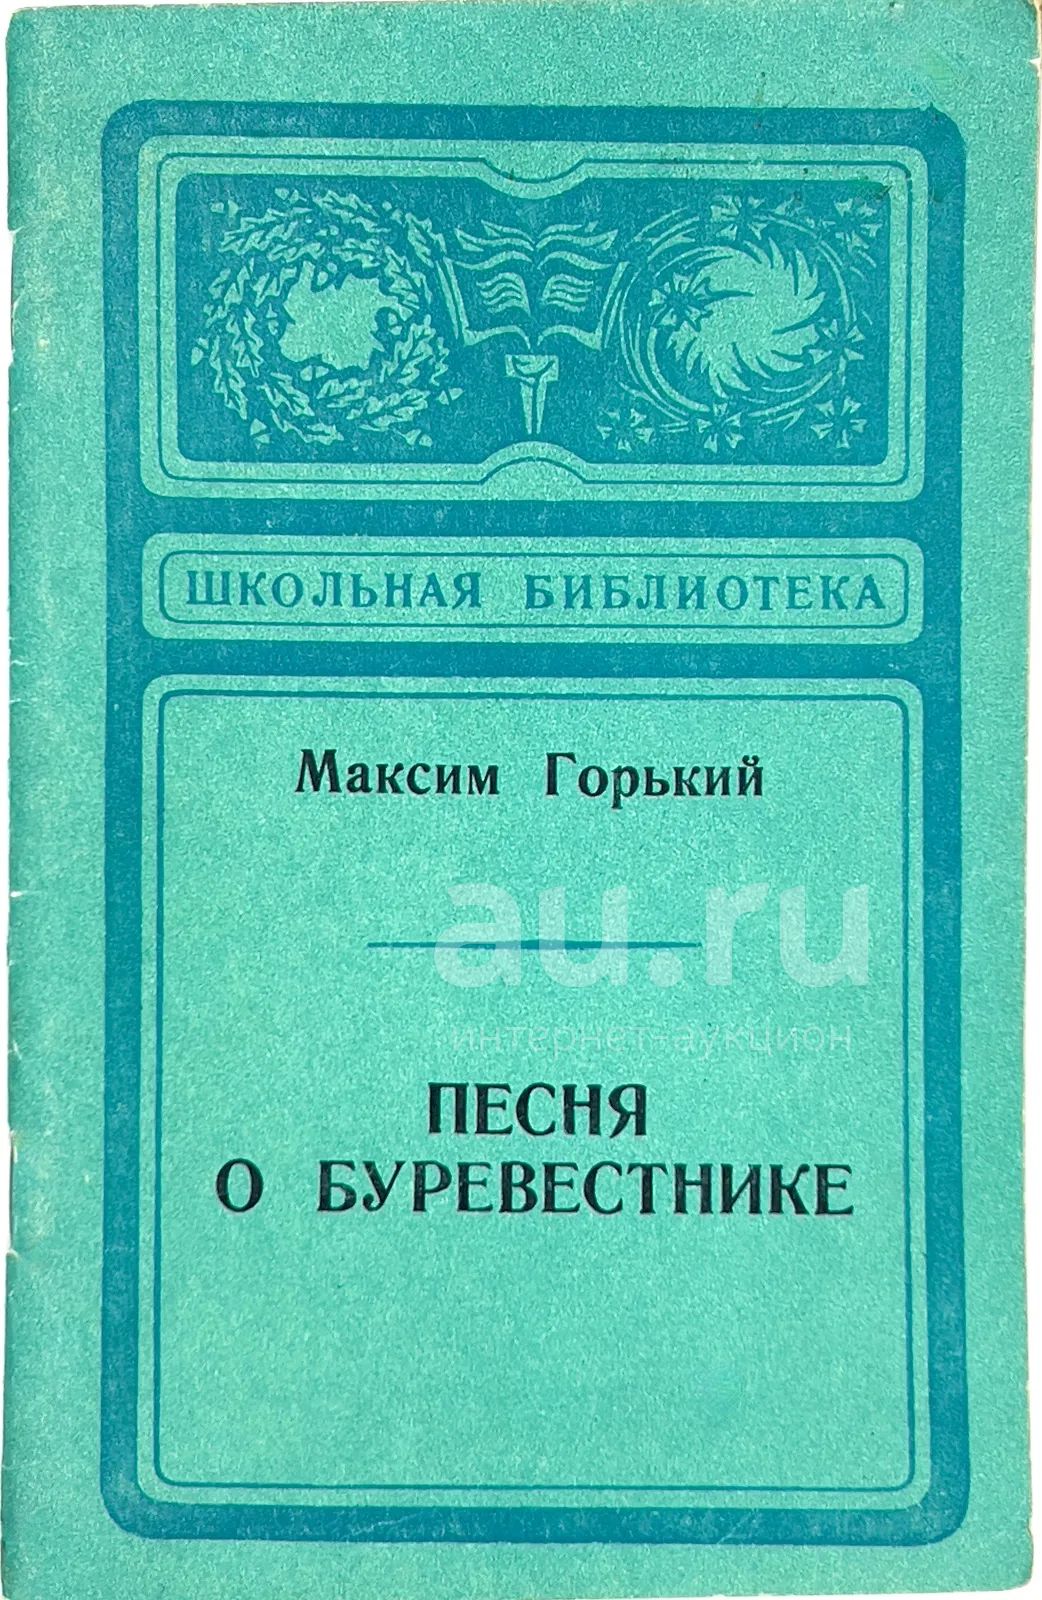 ШКОЛЬНАЯ БИБЛИОТЕКА
Максим Горький
au.ru
интернет-аукцион
ПЕСНЯ
О БУРЕВЕСТНИКЕ